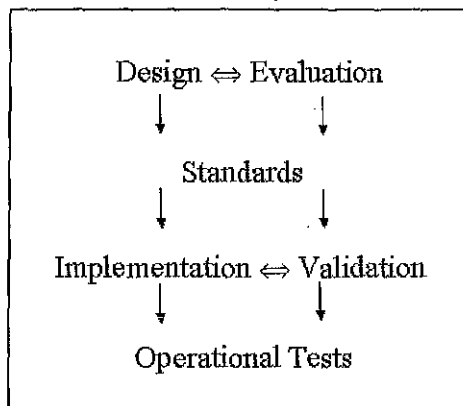 Design ⇔ Evaluation
Standards
Implementation ⇔ Validation
Operational Tests